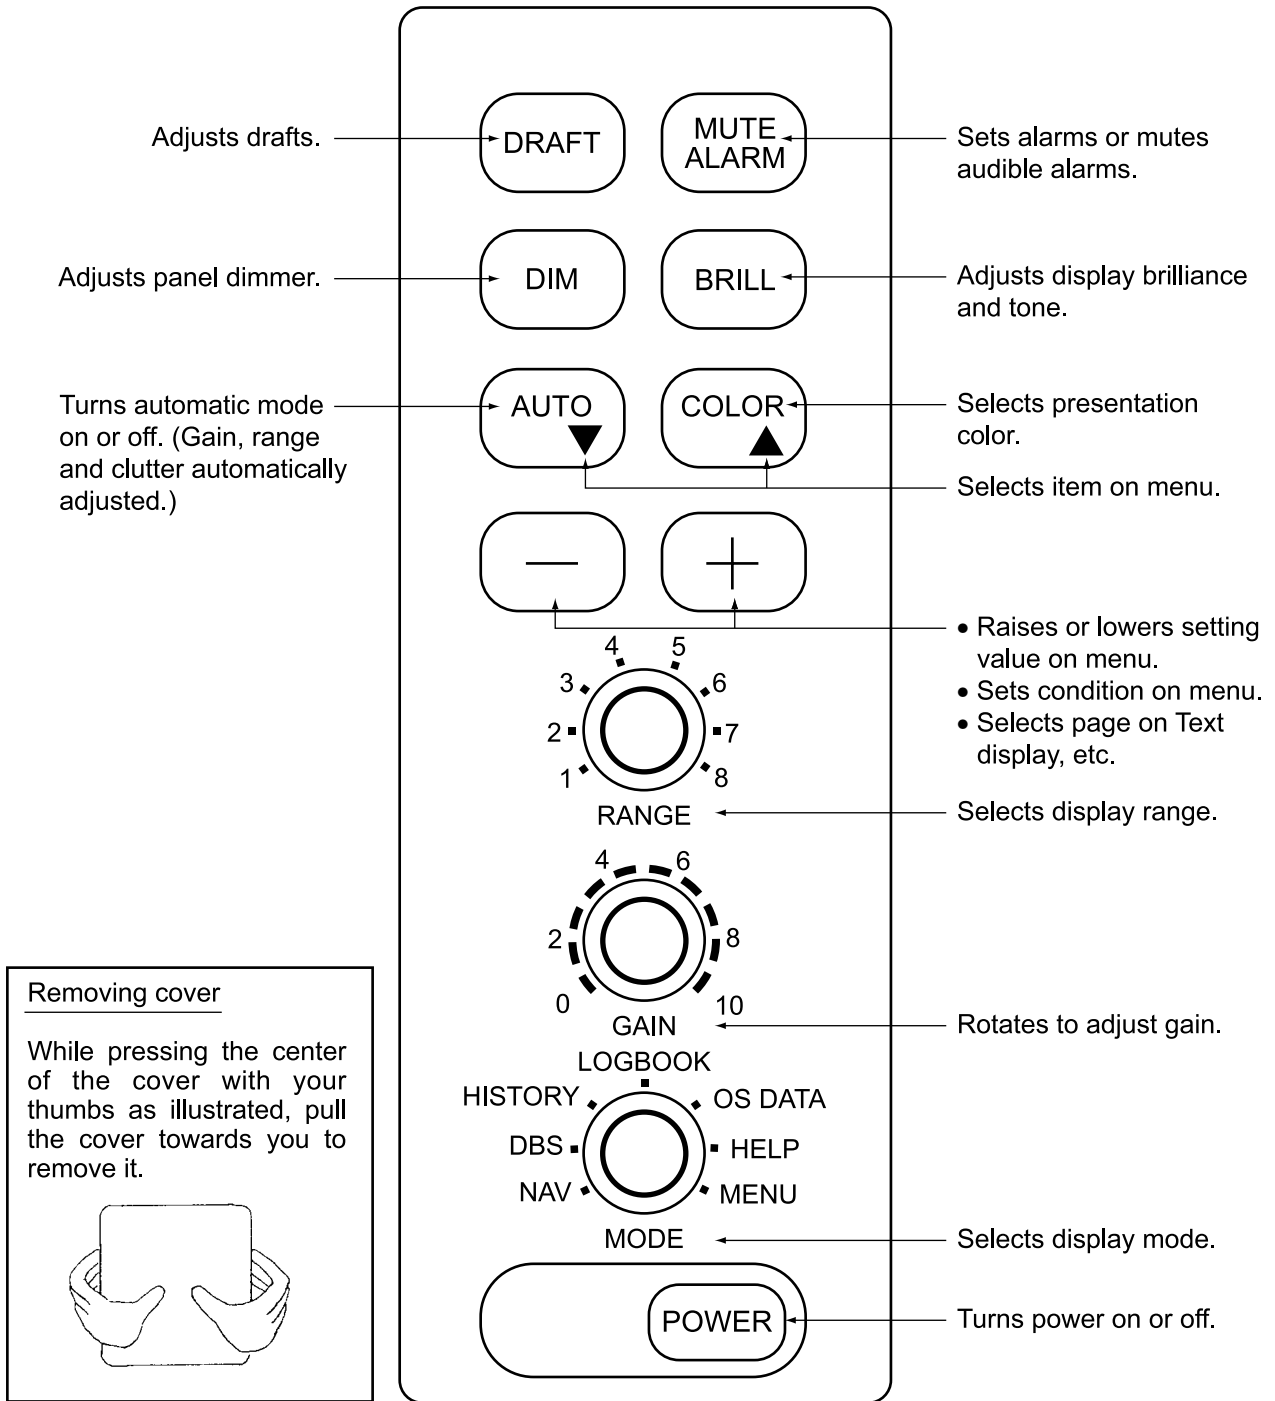 DRAFT
MUTE
ALARM
Adjusts drafts.
Sets alarms or mutes
audible alarms.
DIM
BRILL
Adjusts panel dimmer.
Adjusts display brilliance
and tone.
AUTO
COLOR
Turns automatic mode
on or off. (Gain, range
and clutter automatically
adjusted.)
Selects presentation
color.
Selects item on menu.
—
+
• Raises or lowers setting
value on menu.
• Sets condition on menu.
• Selects page on Text
display, etc.
4 5
3 6
2 7
1 8
RANGE
Selects display range.
4 6
2 8
0 10
GAIN
Rotates to adjust gain.
LOGBOOK
HISTORY OS DATA
DBS HELP
NAV MENU
MODE
Selects display mode.
POWER
Turns power on or off.
Removing cover
While pressing the center
of the cover with your
thumbs as illustrated, pull
the cover towards you to
remove it.